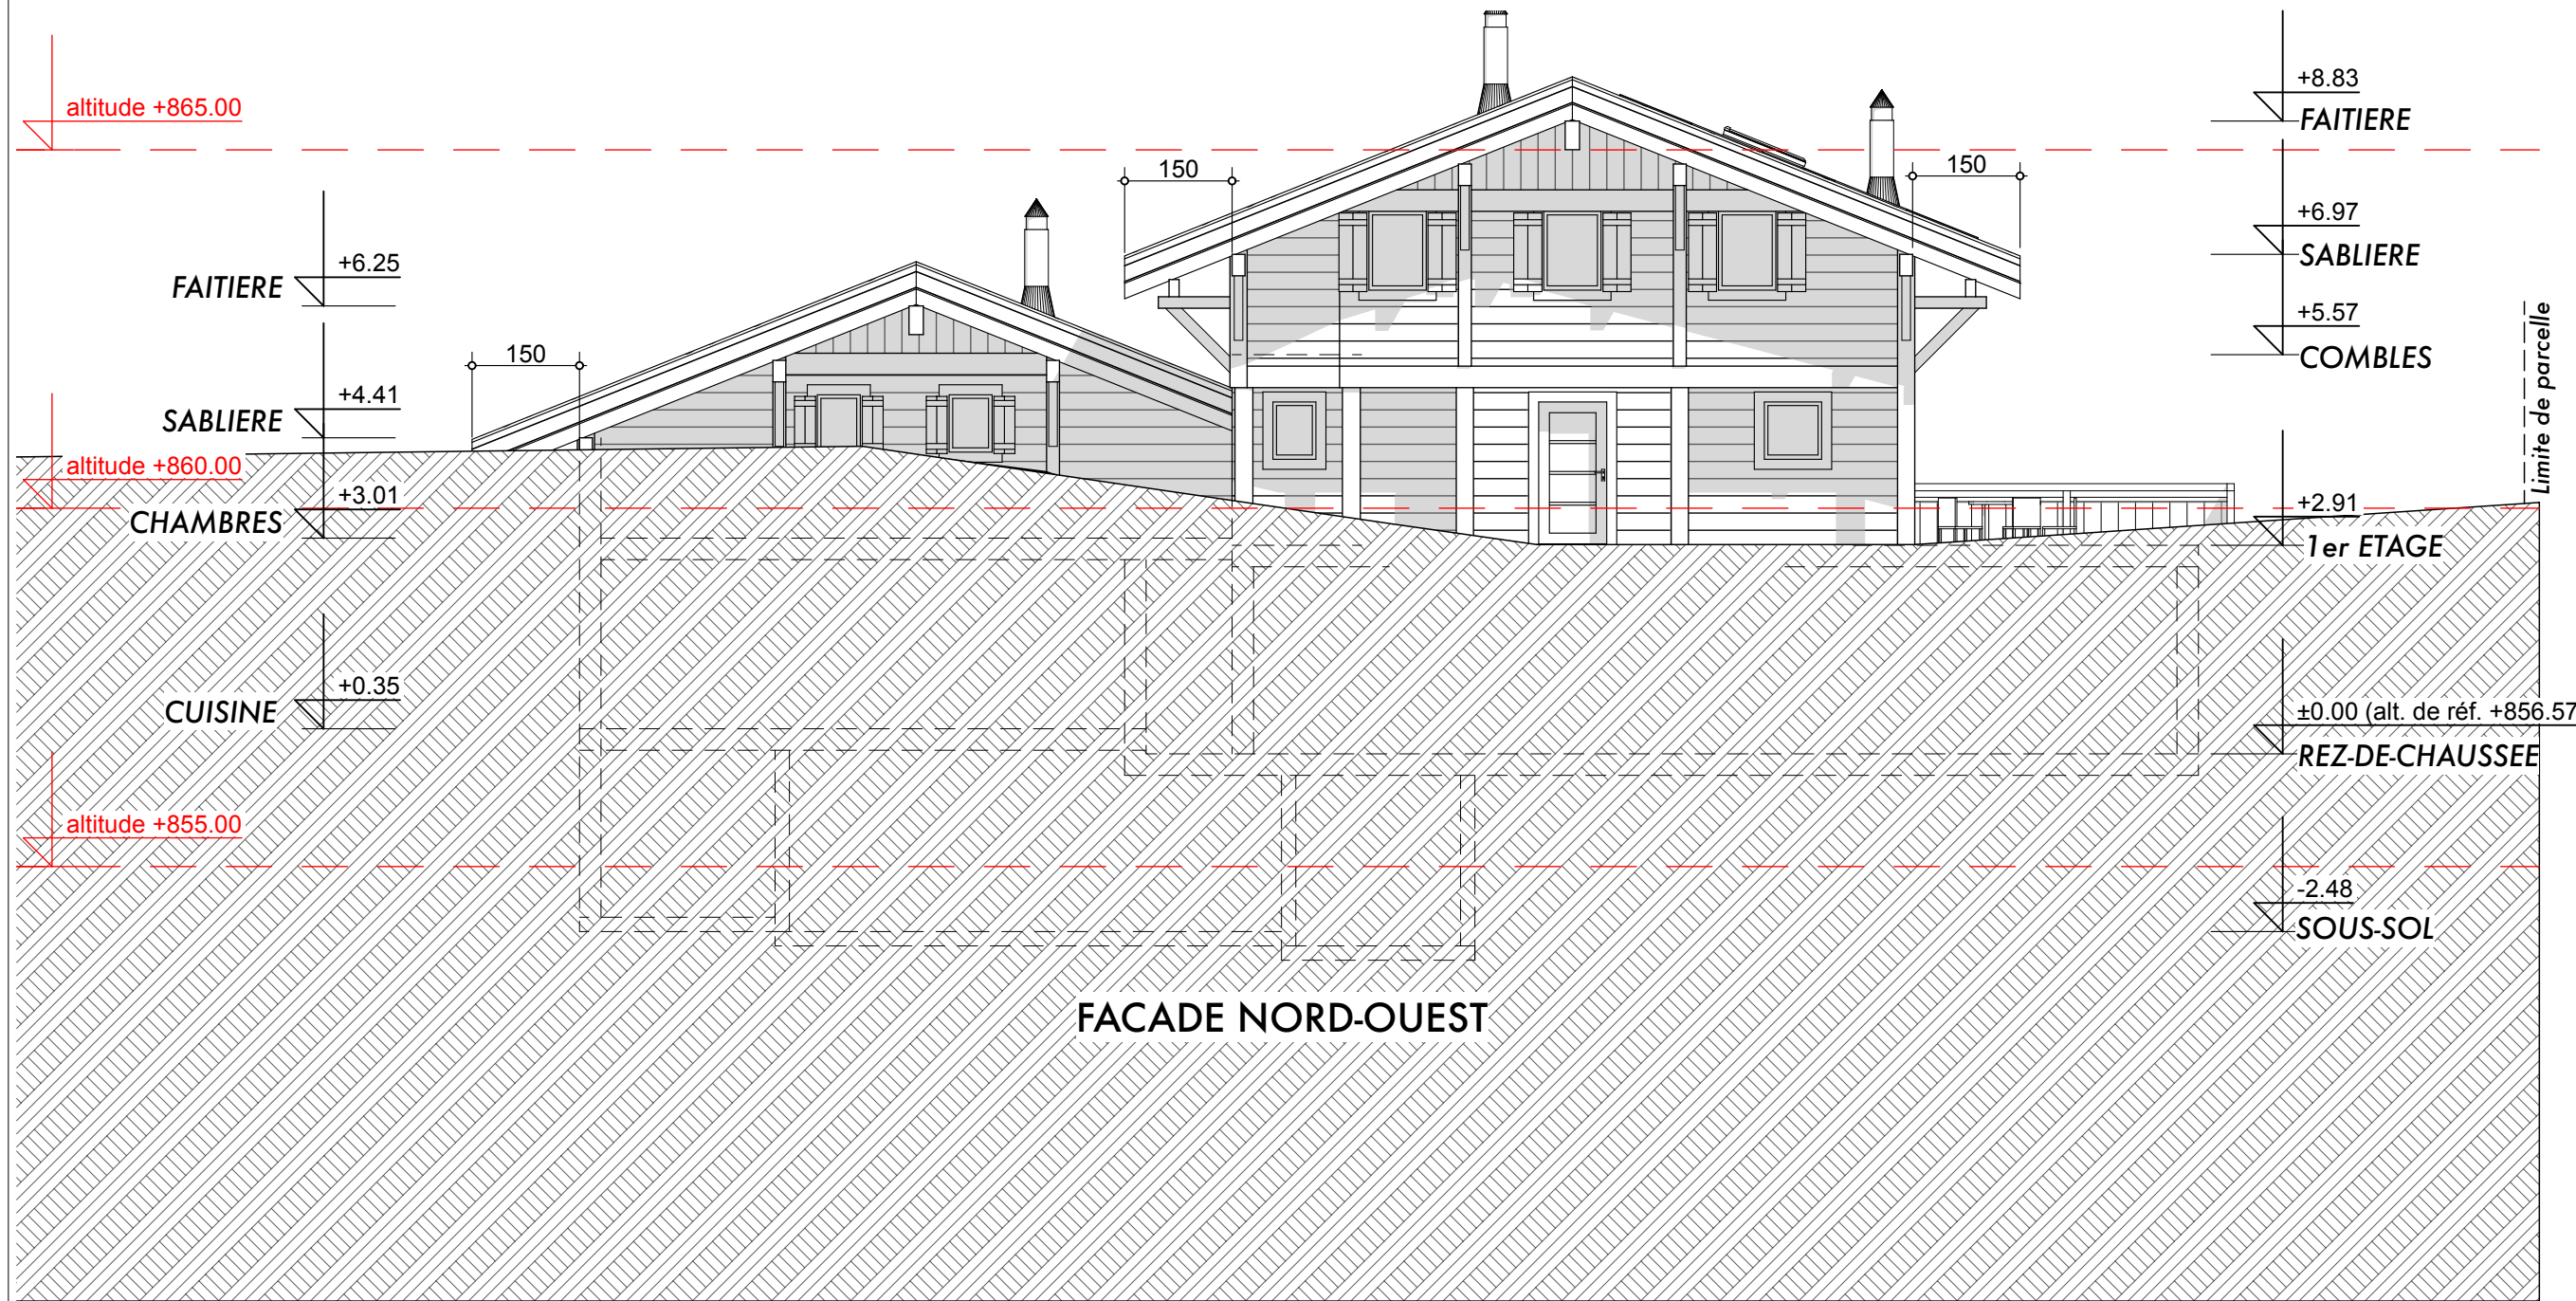 altitude +865.00
+8.83
FAITIERE
150
150
+6.97
SABLIERE
+6.25
FAITIERE
+5.57
COMBLES
Limite de parcelle
150
+4.41
SABLIERE
altitude +860.00
+3.01
CHAMBRES
+2.91
1er ETAGE
+0.35
CUISINE
±0.00 (alt. de réf. +856.57
REZ-DE-CHAUSSEE
altitude +855.00
-2.48
SOUS-SOL
FACADE NORD-OUEST